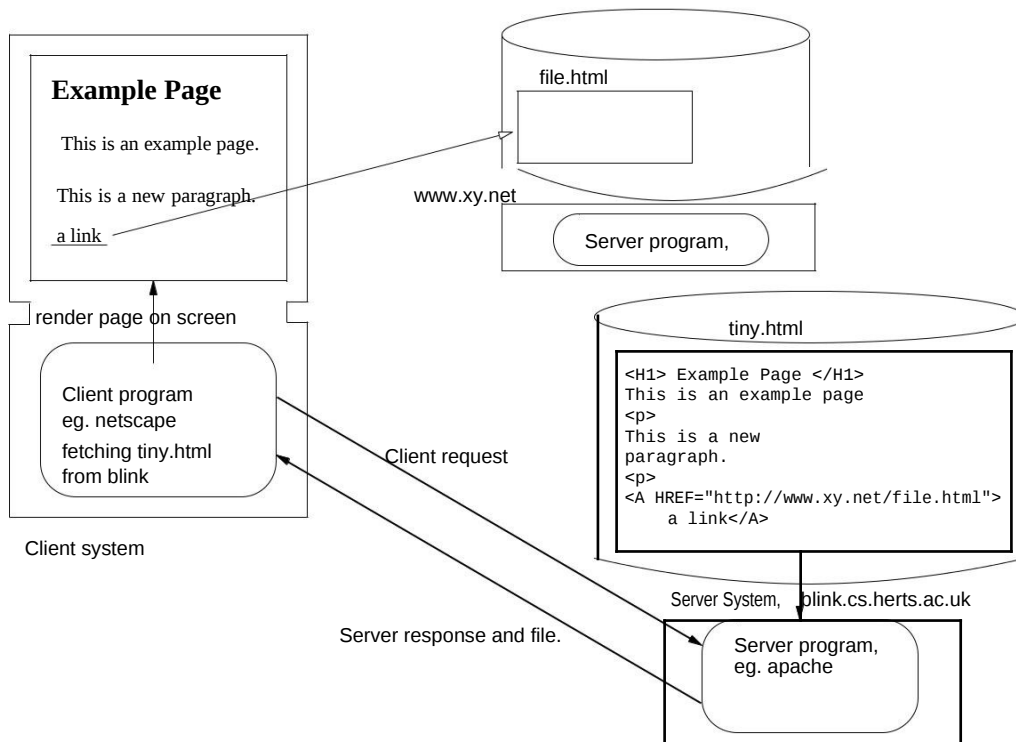 Example Page
This is an example page.
This is a new paragraph.
a link
render page on screen
Client program
eg. netscape
fetching tiny.html
from blink
Client system
file.html
www.xy.net
Server program,
tiny.html
<H1> Example Page </H1>
This is an example page
<p>
This is a new
paragraph.
<p>
<A HREF="http://www.xy.net/file.html">
a link</A>
Client request
Server response and file.
Server System, blink.cs.herts.ac.uk
Server program,
eg. apache